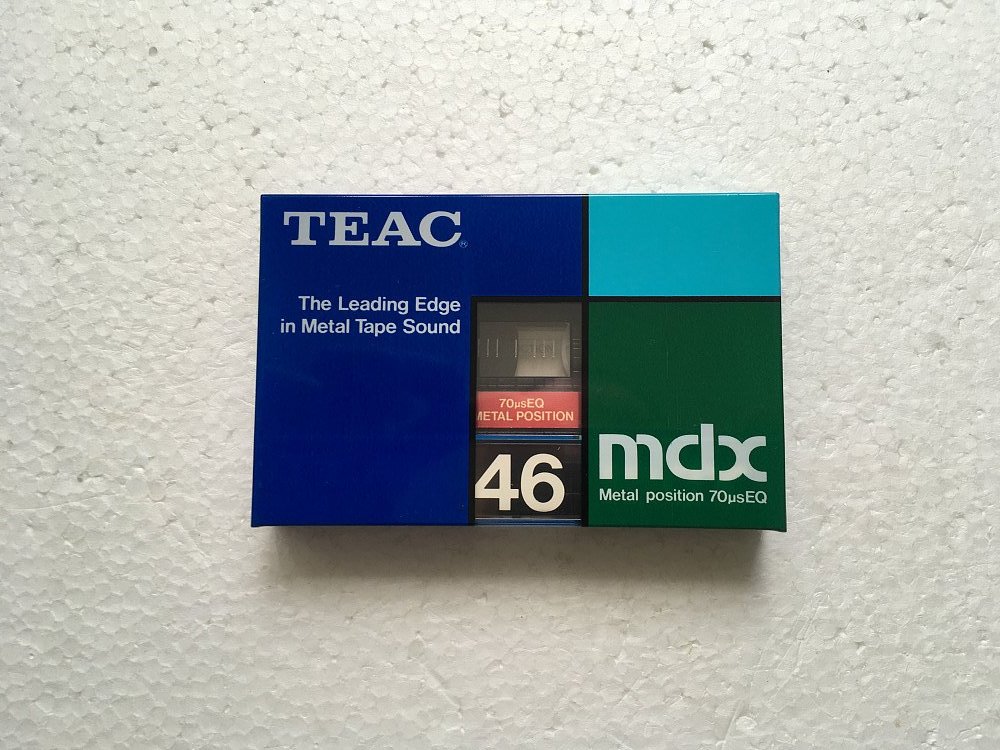 TEAC®
The Leading Edge
in Metal Tape Sound
70µsEQ
METAL POSITION
46
mdx
Metal position 70µsEQ